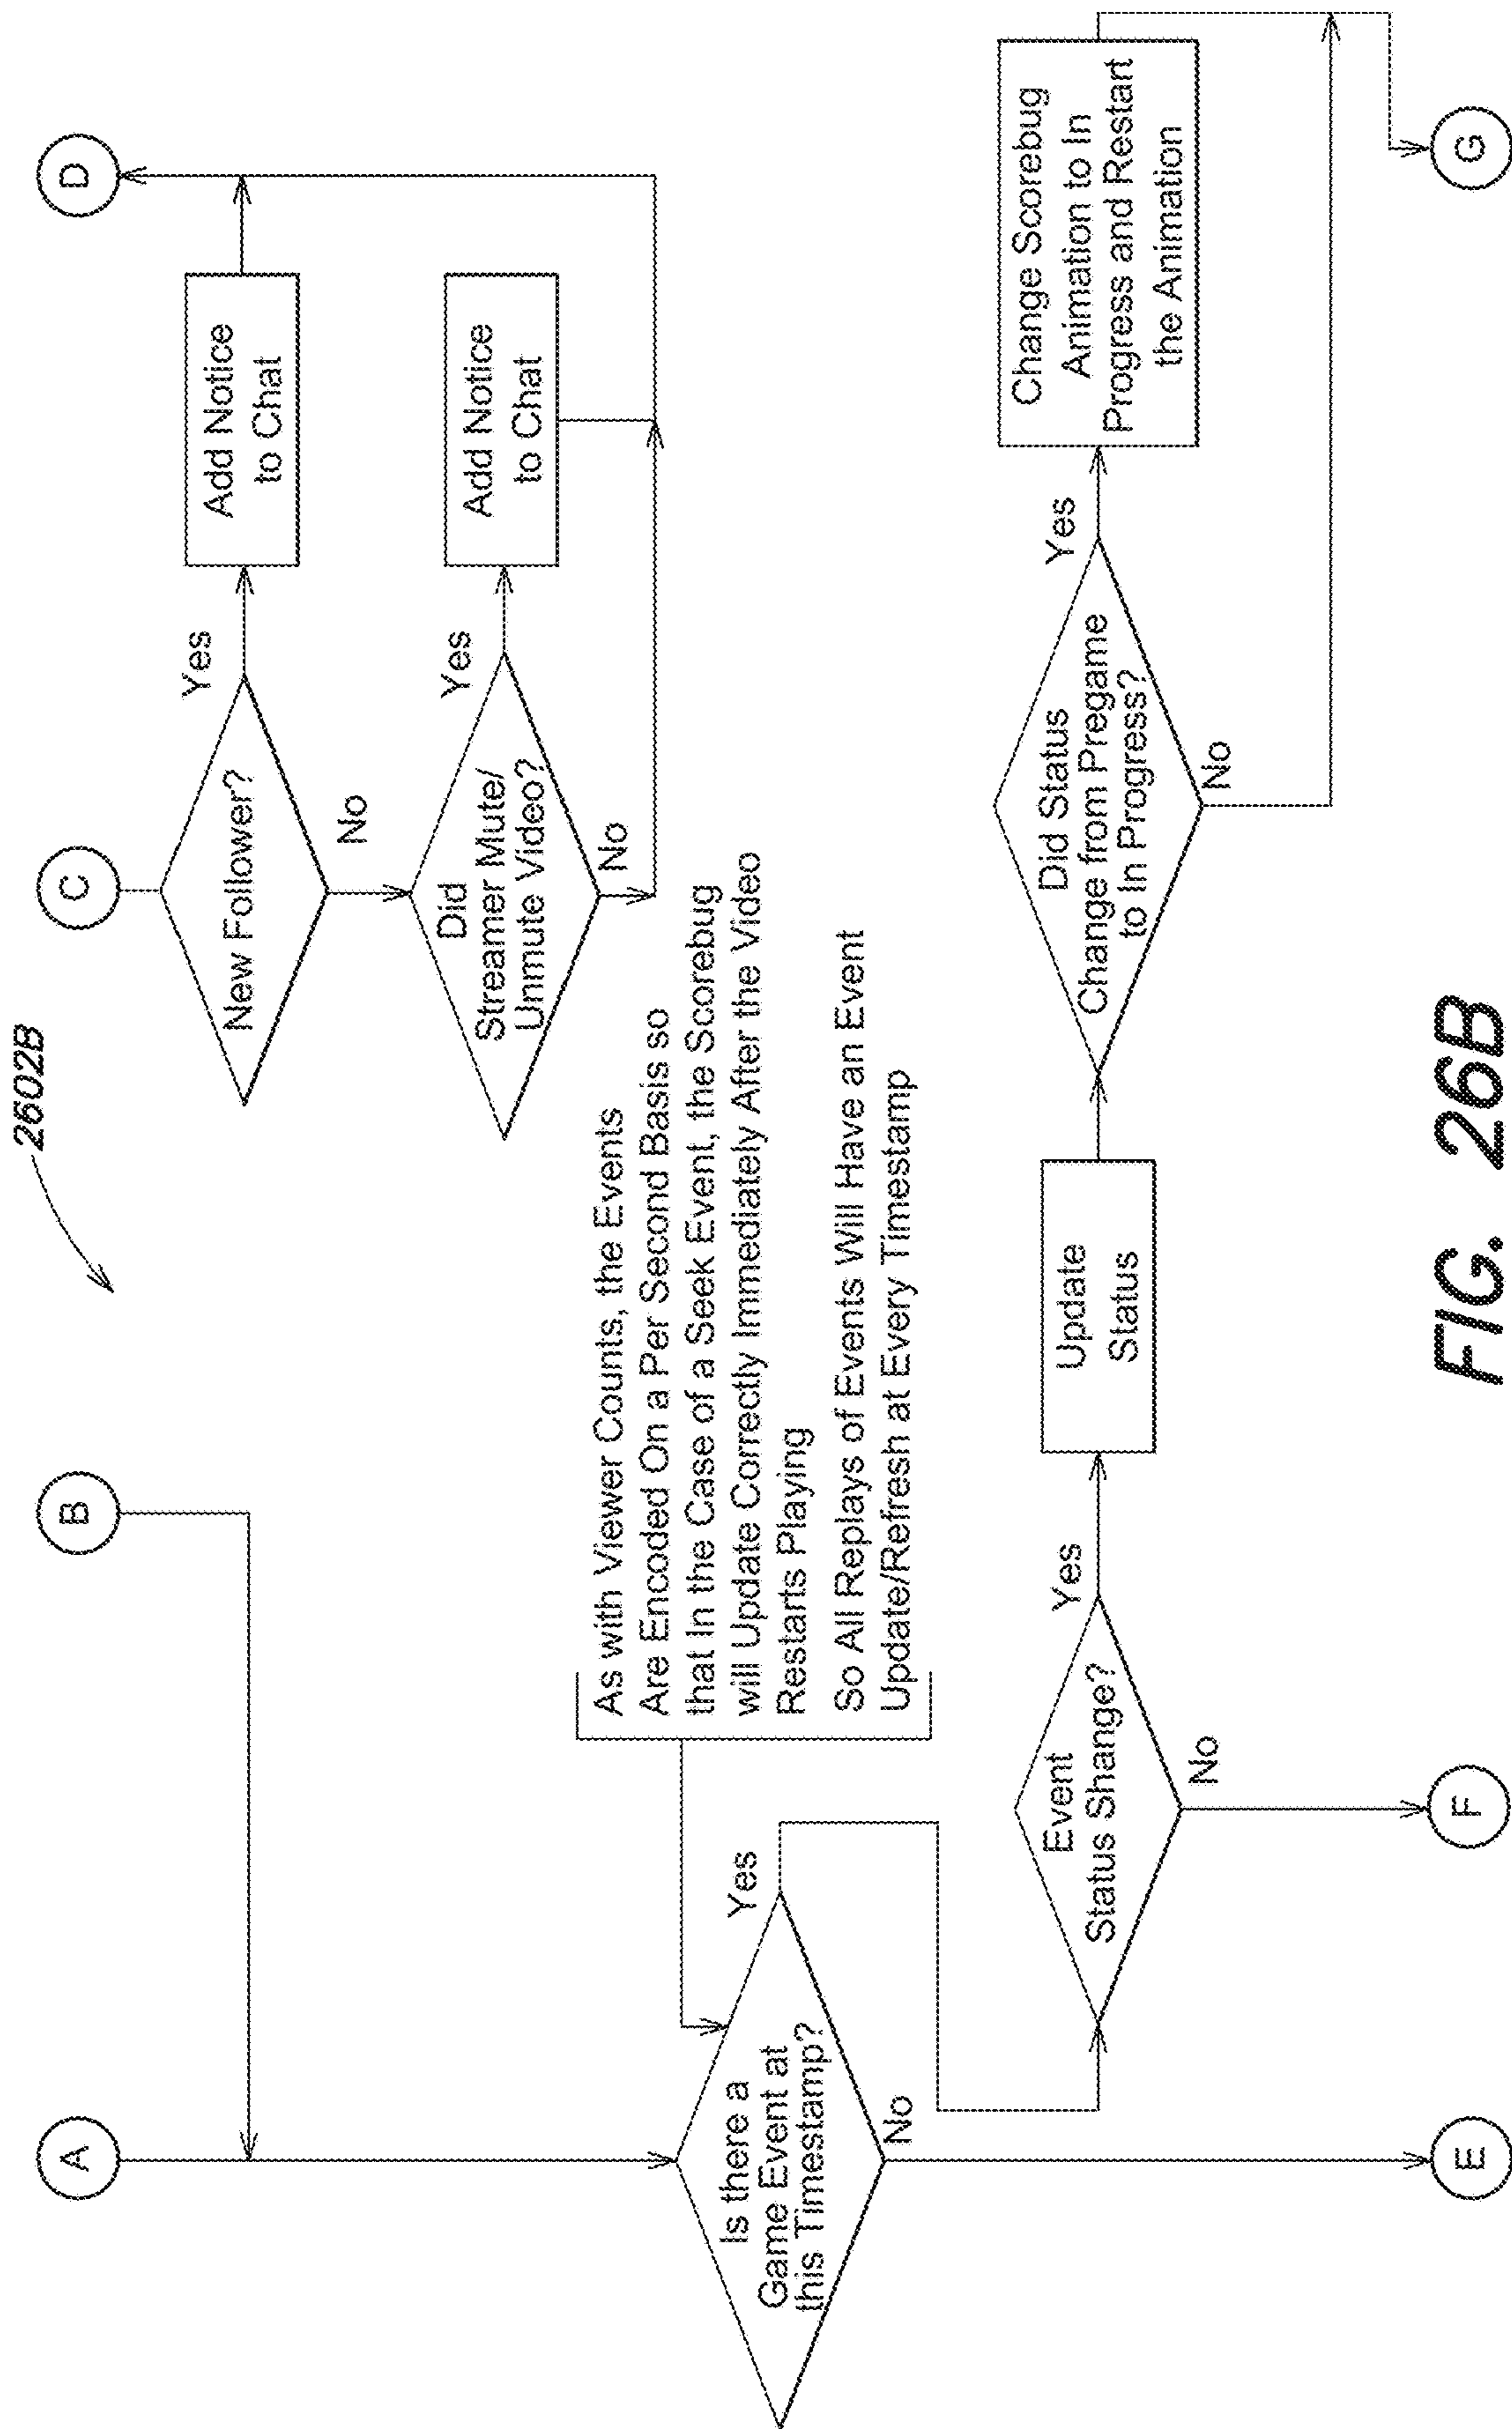 2602B
A
B
C
D
New Follower?
Yes
Add Notice
to Chat
No
Did
Streamer Mute/
Unmute Video?
Yes
Add Notice
to Chat
No
As with Viewer Counts, the Events
Are Encoded On a Per Second Basis so
that In the Case of a Seek Event, the Scorebug
will Update Correctly Immediately After the Video
Restarts Playing
So All Replays of Events Will Have an Event
Update/Refresh at Every Timestamp
Is there a
Game Event at
this Timestamp?
Yes
No
Event
Status Change?
Yes
No
Update
Status
Did Status
Change from Pregame
to In Progress?
Yes
No
Change Scorebug
Animation to In
Progress and Restart
the Animation
E
F
G
FIG. 26B